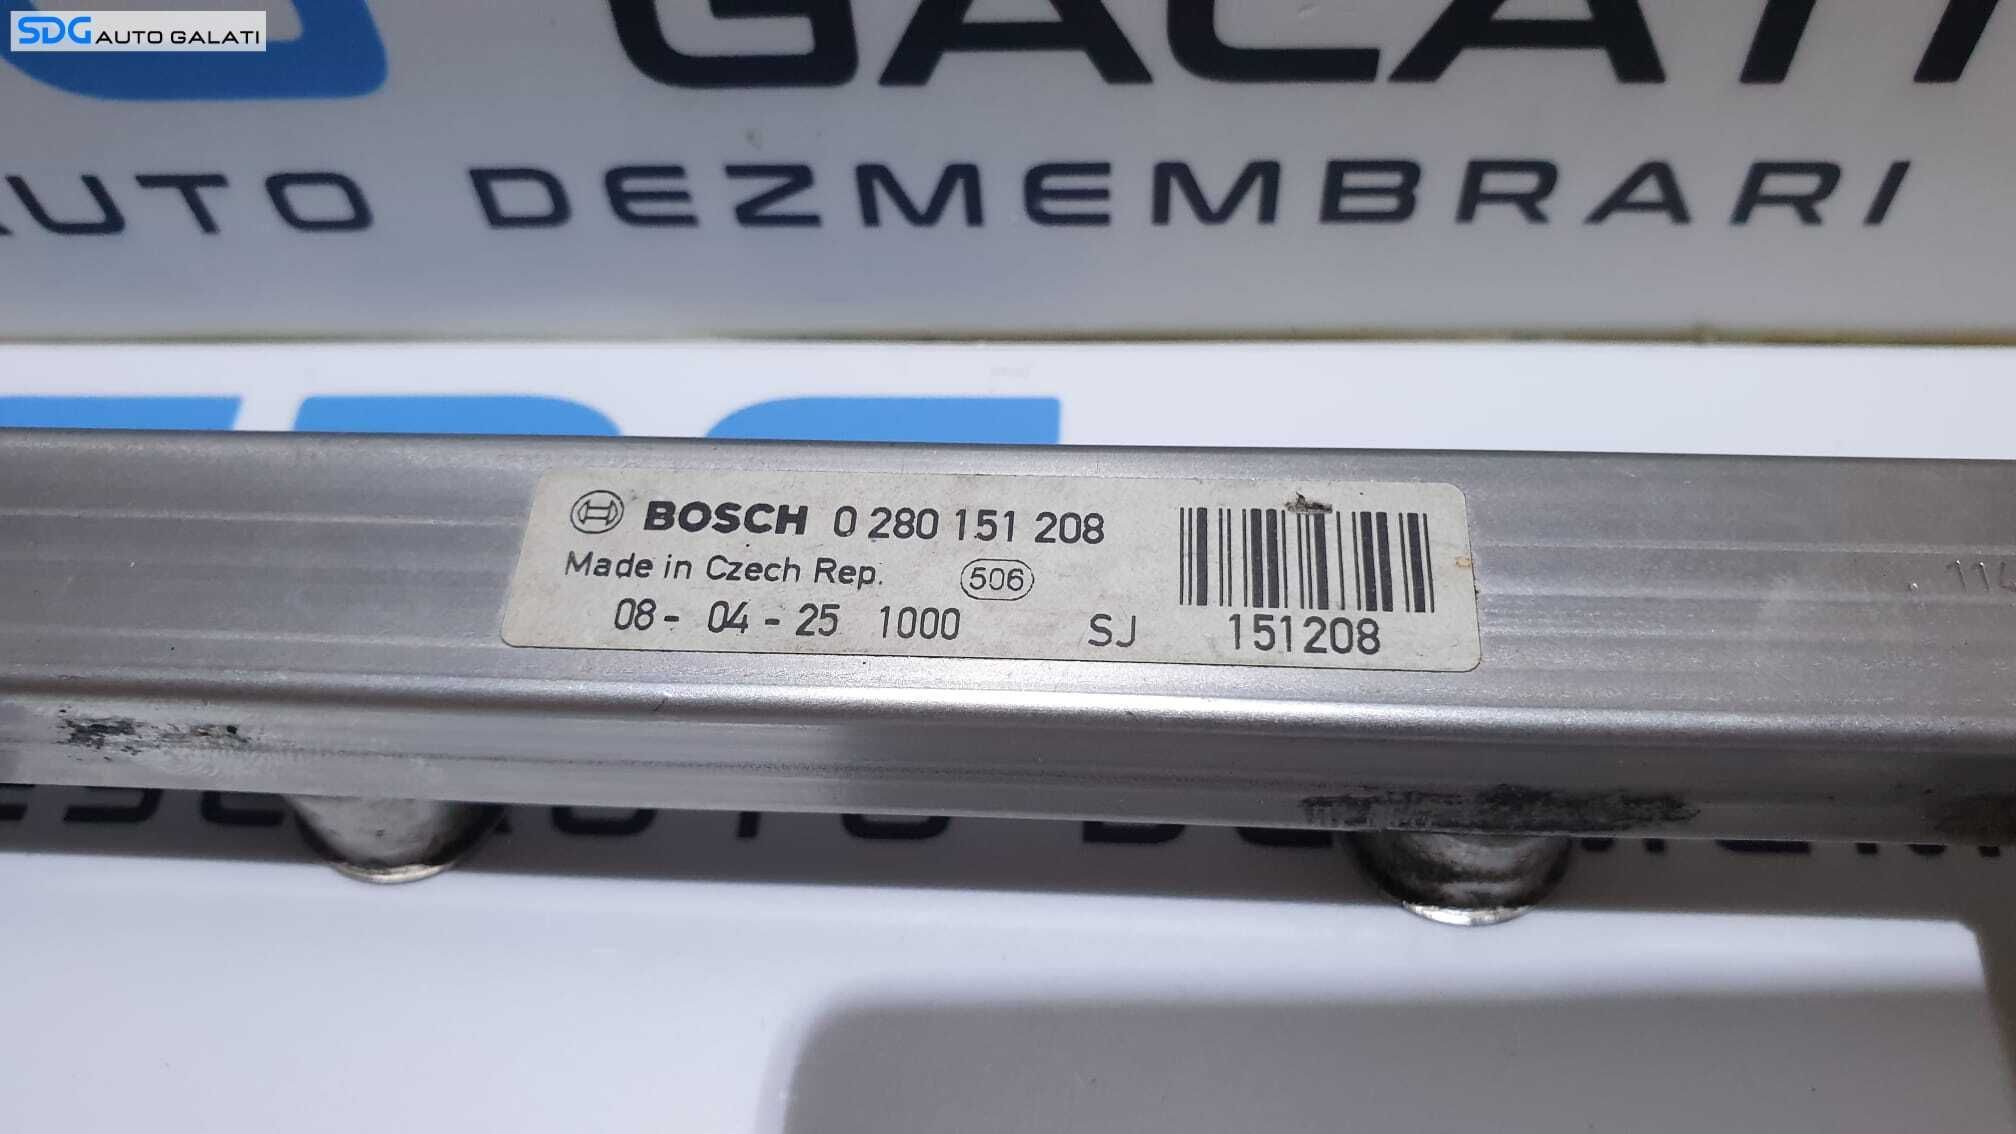 SDG AUTO GALATI
GALATI
AUTO DEZMEMBRARI
BOSCH 0 280 151 208
Made in Czech Rep. 506
08- 04 - 25 1000 SJ
151208